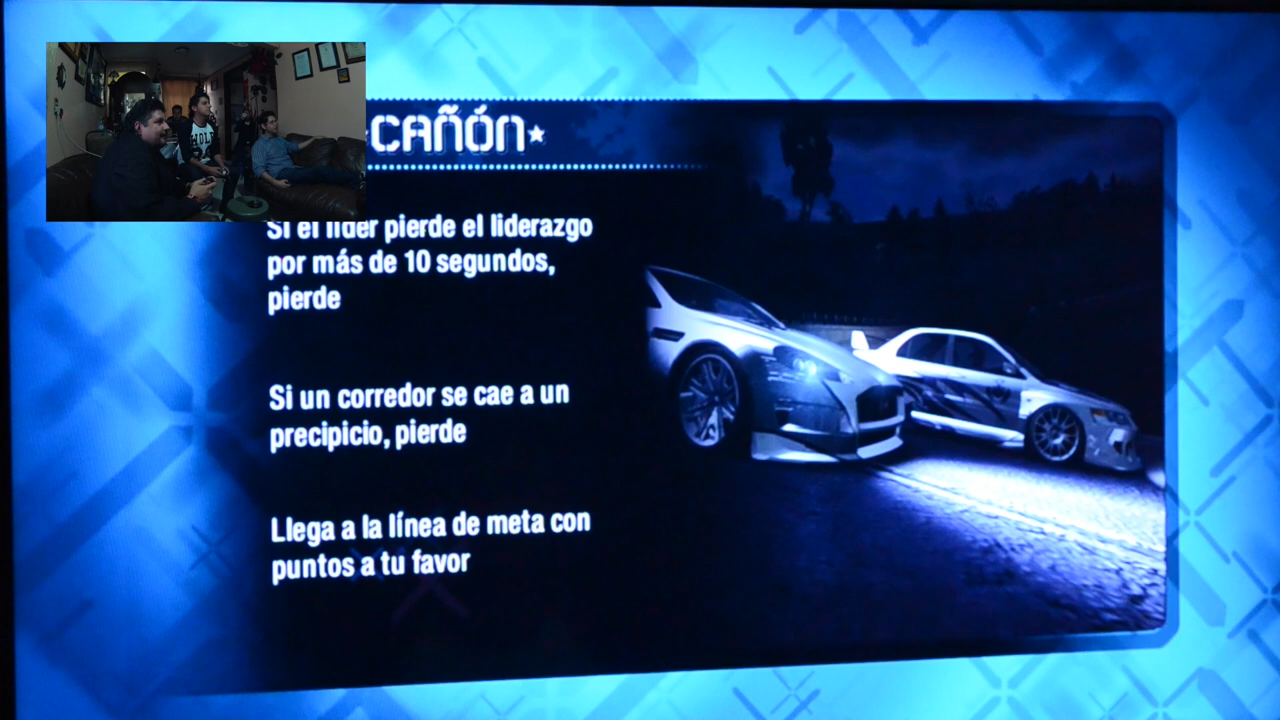 CAÑÓN
Si el líder pierde el liderazgo
por más de 10 segundos,
pierde
Si un corredor se cae a un
precipicio, pierde
Llega a la línea de meta con
puntos a tu favor